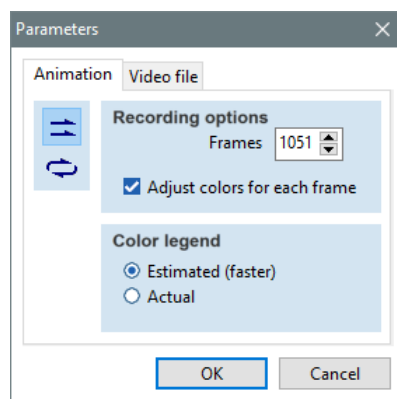 Parameters
Animation
Video file
Recording options
Frames 1051
Adjust colors for each frame
Color legend
Estimated (faster)
Actual
OK
Cancel